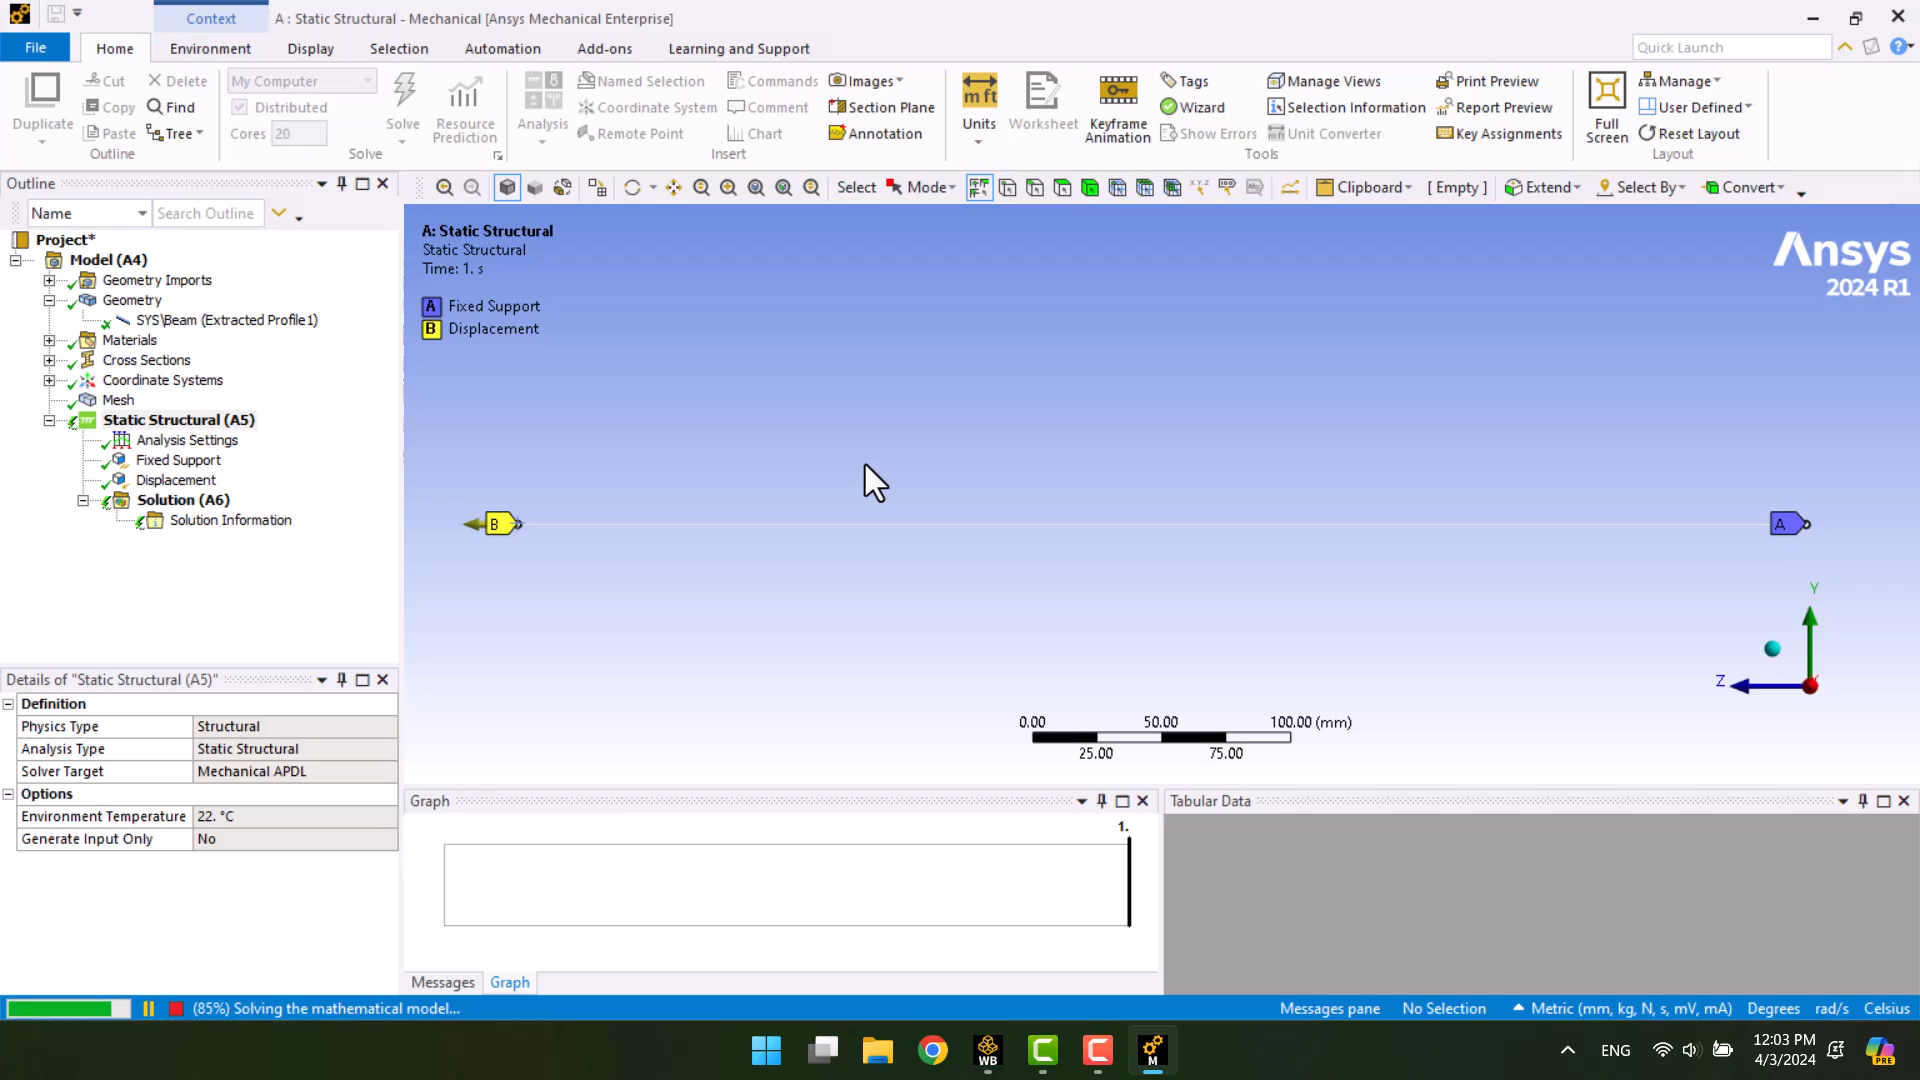 Context
A : Static Structural - Mechanical [Ansys Mechanical Enterprise]
File
Home
Environment
Display
Selection
Automation
Add-ons
Learning and Support
Quick Launch
Duplicate
Cut
Copy
Paste
Delete
Find
Tree
Outline
My Computer
Distributed
Cores 20
Solve
Resource
Prediction
Solve
Analysis
Named Selection
Coordinate System
Remote Point
Commands
Comment
Chart
Images
Section Plane
Annotation
Insert
Units
Worksheet
Keyframe
Animation
Tags
Wizard
Show Errors
Manage Views
Selection Information
Unit Converter
Print Preview
Report Preview
Key Assignments
Tools
Full
Screen
Manage
User Defined
Reset Layout
Layout
Outline
Name
Search Outline
Select
Mode
Clipboard
[ Empty ]
Extend
Select By
Convert
Project*
Model (A4)
Geometry Imports
Geometry
SYS\Beam (Extracted Profile1)
Materials
Cross Sections
Coordinate Systems
Mesh
Static Structural (A5)
Analysis Settings
Fixed Support
Displacement
Solution (A6)
Solution Information
A: Static Structural
Static Structural
Time: 1. s
A Fixed Support
B Displacement
Ansys
2024 R1
B
A
Y
Z
0.00 50.00 100.00 (mm)
25.00 75.00
Details of "Static Structural (A5)"
Definition
Physics Type Structural
Analysis Type Static Structural
Solver Target Mechanical APDL
Options
Environment Temperature 22. °C
Generate Input Only No
Graph
1.
Messages
Graph
Tabular Data
(85%) Solving the mathematical model...
Messages pane
No Selection
Metric (mm, kg, N, s, mV, mA)
Degrees
rad/s
Celsius
WB
M
ENG
12:03 PM
4/3/2024
PRE